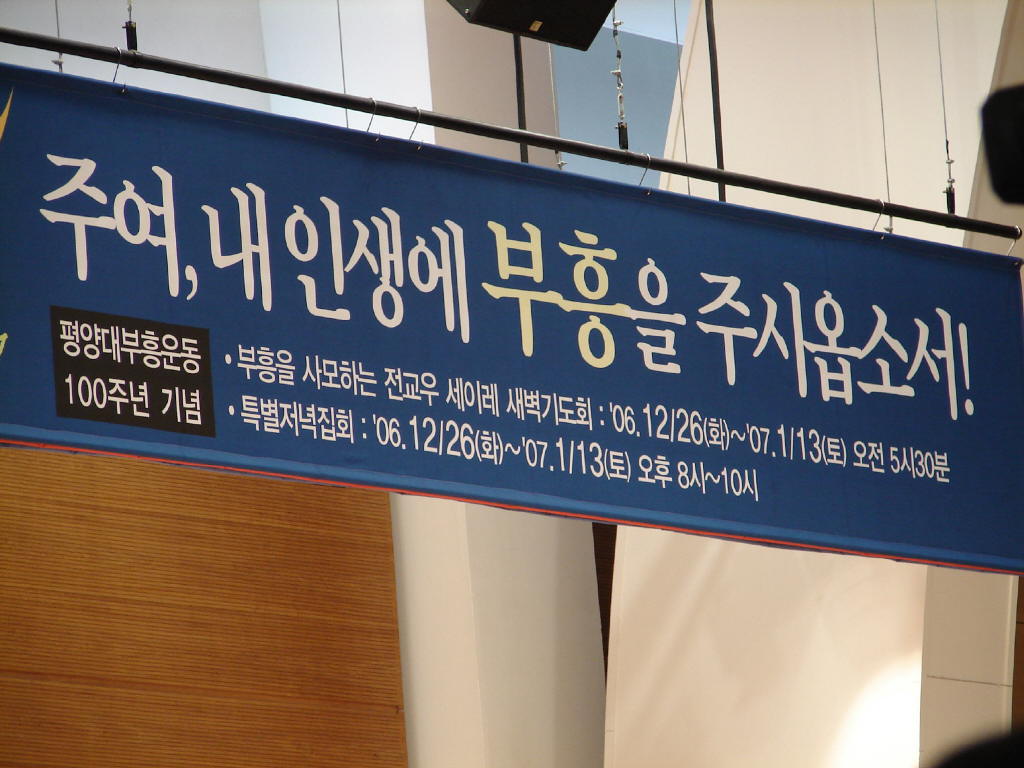 주여, 내 인생에 부흥을 주시옵소서!
평양대부흥운동
100주년 기념
• 부흥을 사모하는 전교우 세이레 새벽기도회 : '06.12/26(화)~'07.1/13(토) 오전 5시30분
• 특별저녁집회 : '06.12/26(화)~'07.1/13(토) 오후 8시~10시